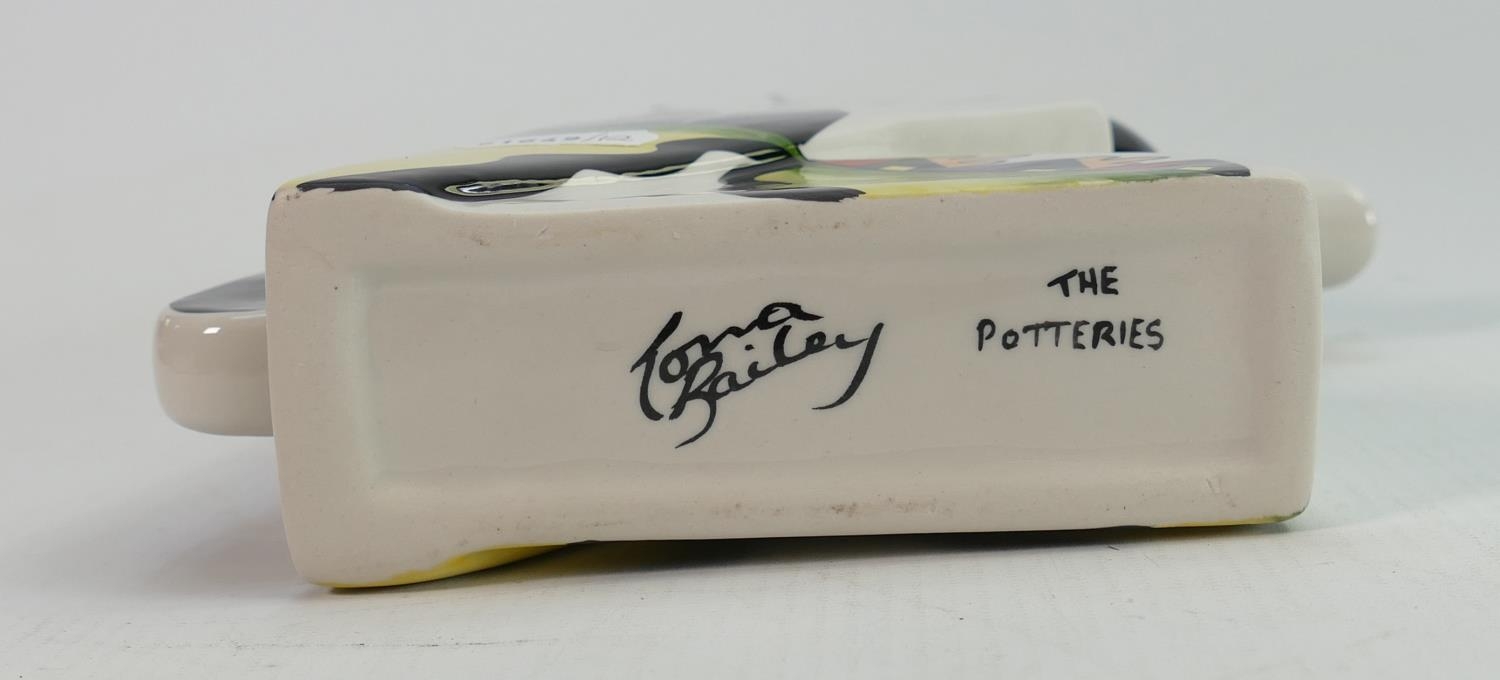 Lorna
Bailey
THE
POTTERIES